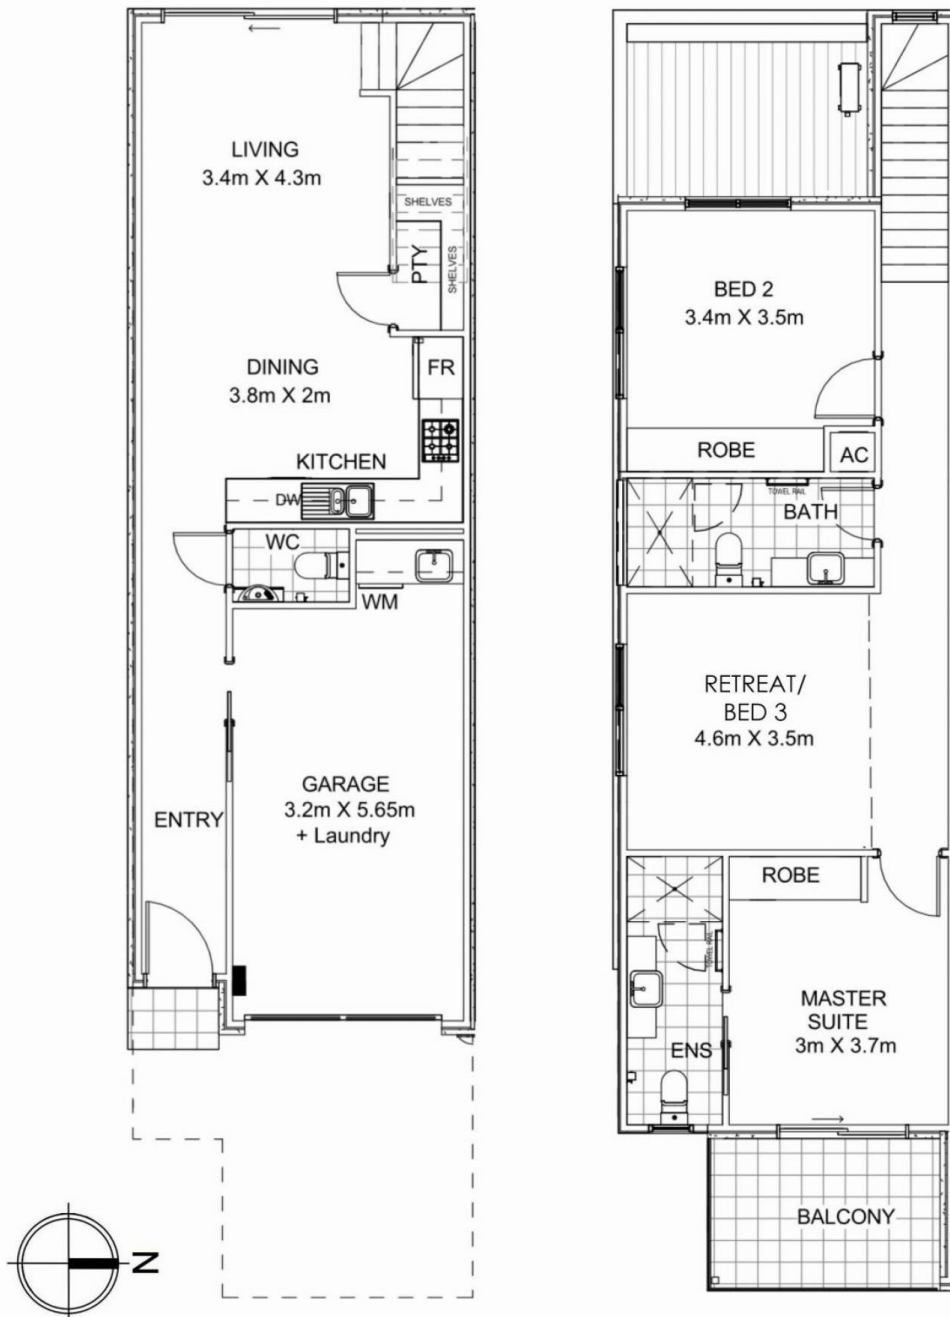 LIVING
3.4m X 4.3m
SHELVES
PTY
SHELVES
DINING
3.8m X 2m
FR
KITCHEN
DW
WC
WM
GARAGE
3.2m X 5.65m
+ Laundry
ENTRY
N
BED 2
3.4m X 3.5m
ROBE
AC
TOWEL RAIL
BATH
RETREAT/
BED 3
4.6m X 3.5m
ROBE
TOWEL RAIL
MASTER
SUITE
3m X 3.7m
ENS
BALCONY